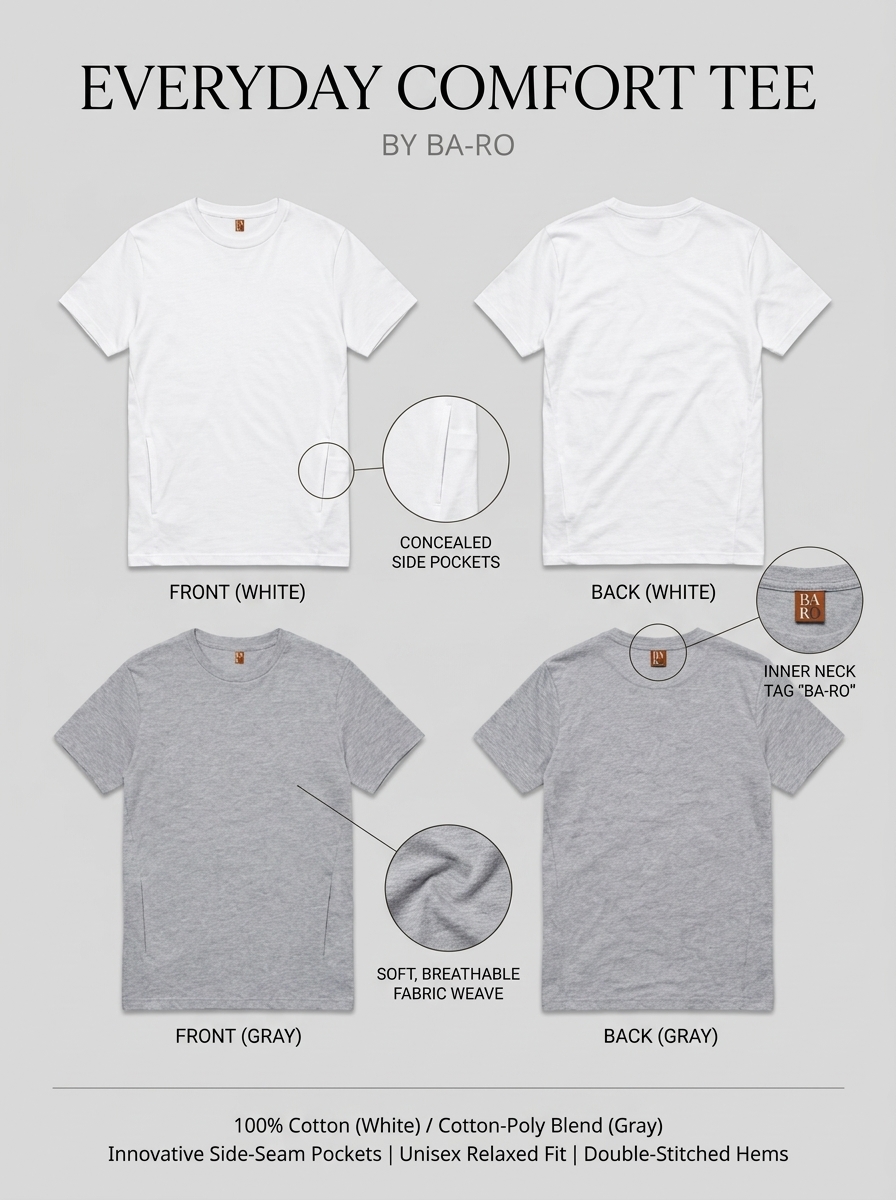 EVERYDAY COMFORT TEE
BY BA-RO
CONCEALED
SIDE POCKETS
FRONT (WHITE)
BACK (WHITE)
BA
RO
INNER NECK
TAG "BA-RO"
SOFT, BREATHABLE
FABRIC WEAVE
FRONT (GRAY)
BACK (GRAY)
100% Cotton (White) / Cotton-Poly Blend (Gray)
Innovative Side-Seam Pockets | Unisex Relaxed Fit | Double-Stitched Hems